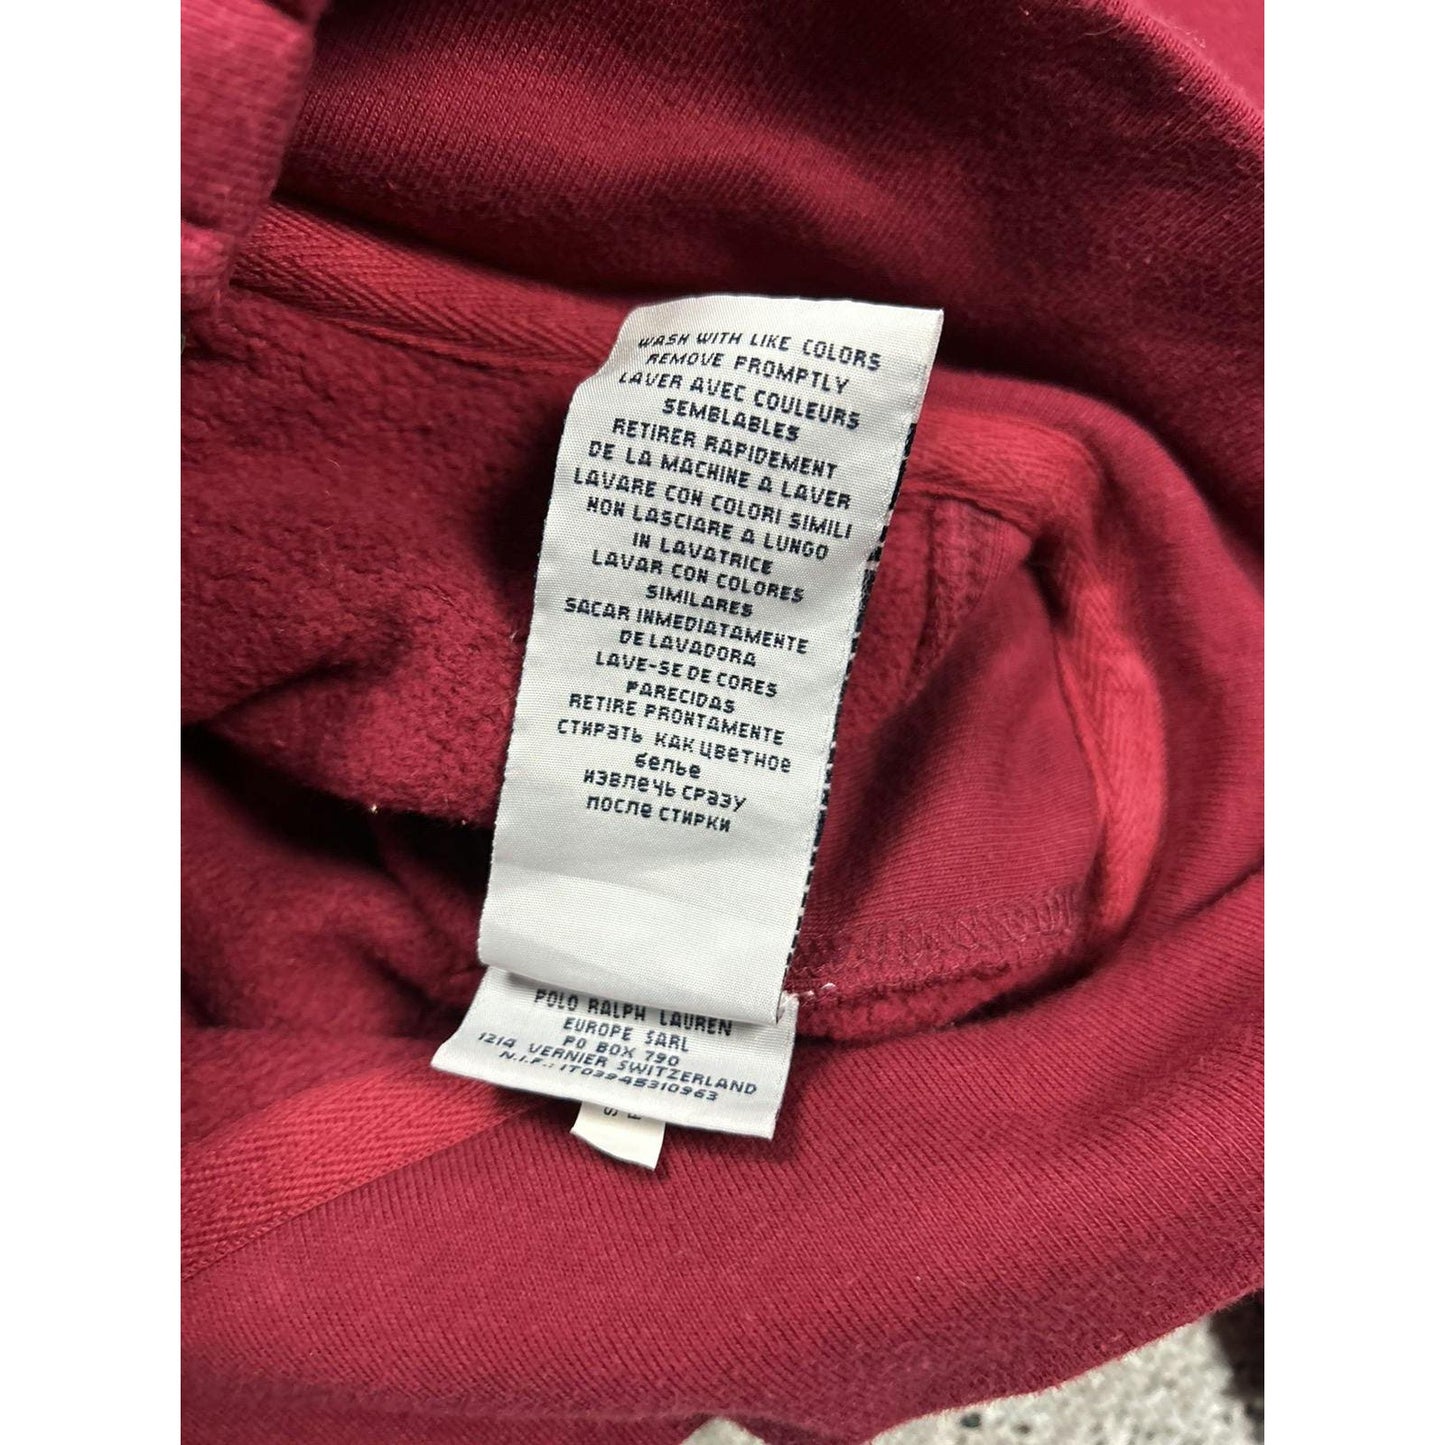 WASH WITH LIKE COLORS
REMOVE PROMPTLY
LAVER AVEC COULEURS
SEMBLABLES
RETIRER RAPIDEMENT
DE LA MACHINE A LAVER
LAVARE CON COLORI SIMILI
NON LASCIARE A LUNGO
IN LAVATRICE
LAVAR CON COLORES
SIMILARES
SACAR INMEDIATAMENTE
DE LAVADORA
LAVE-SE DE CORES
PARECIDAS
RETIRE PRONTAMENTE
СТИРАТЬ КАК ЦВЕТНОЕ
БЕЛЬЕ
ИЗВЛЕЧЬ СРАЗУ
ПОСЛЕ СТИРКИ
POLO RALPH LAUREN
EUROPE SARL
PO BOX 790
1214 VERNIER SWITZERLAND
N.I.F.: IT03945310963